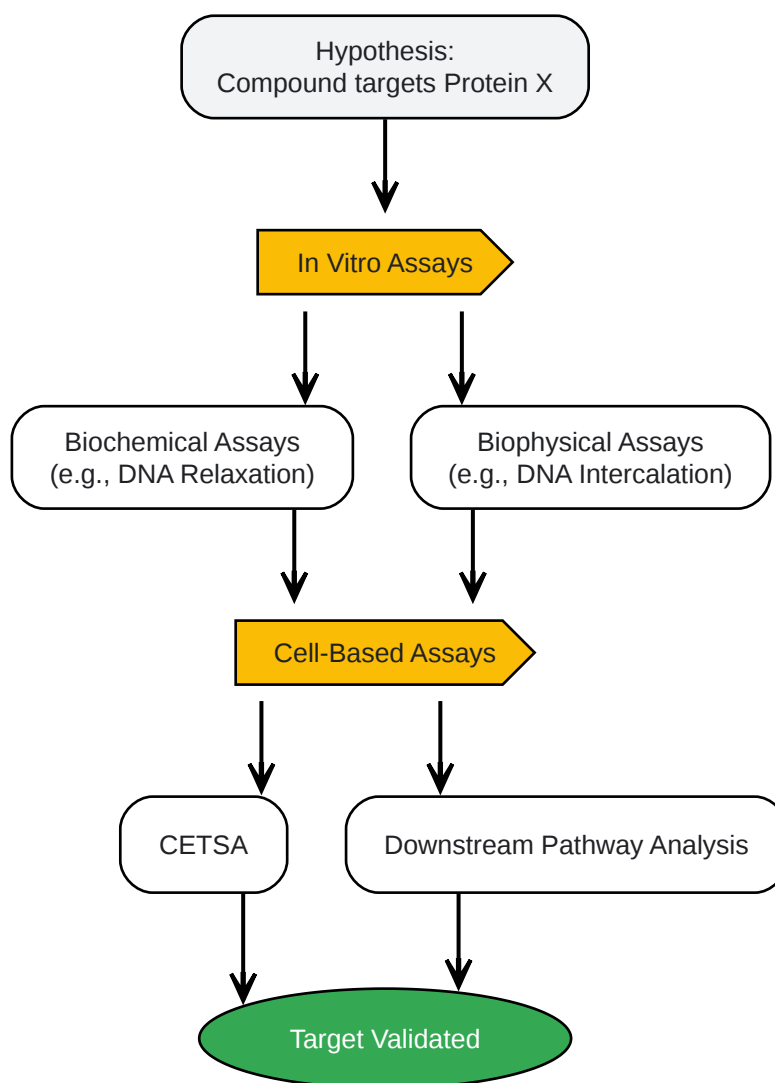 Hypothesis:
Compound targets Protein X
In Vitro Assays
Biochemical Assays
(e.g., DNA Relaxation)
Biophysical Assays
(e.g., DNA Intercalation)
Cell-Based Assays
CETSA
Downstream Pathway Analysis
Target Validated